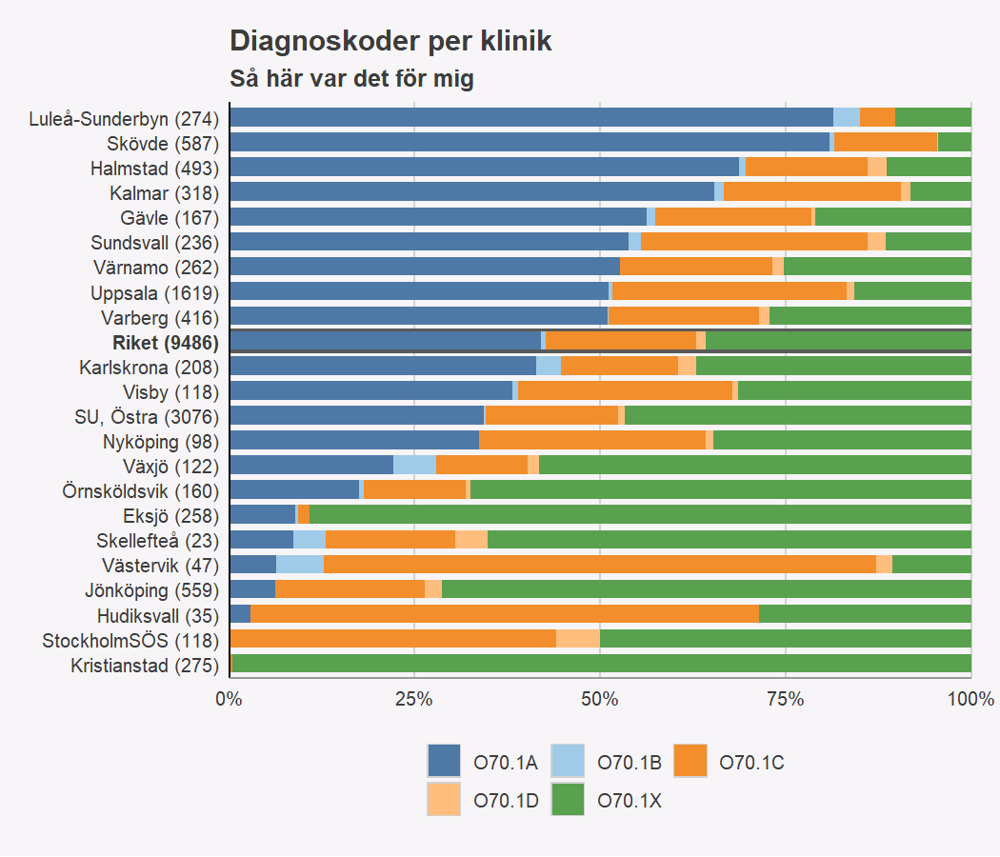 Diagnoskoder per klinik
Så här var det för mig
Luleå-Sunderbyn (274)
Skövde (587)
Halmstad (493)
Kalmar (318)
Gävle (167)
Sundsvall (236)
Värnamo (262)
Uppsala (1619)
Varberg (416)
Riket (9486)
Karlskrona (208)
Visby (118)
SU, Östra (3076)
Nyköping (98)
Växjö (122)
Örnsköldsvik (160)
Eksjö (258)
Skellefteå (23)
Västervik (47)
Jönköping (559)
Hudiksvall (35)
StockholmSÖS (118)
Kristianstad (275)
0% 25% 50% 75% 100%
O70.1A O70.1B O70.1C
O70.1D O70.1X